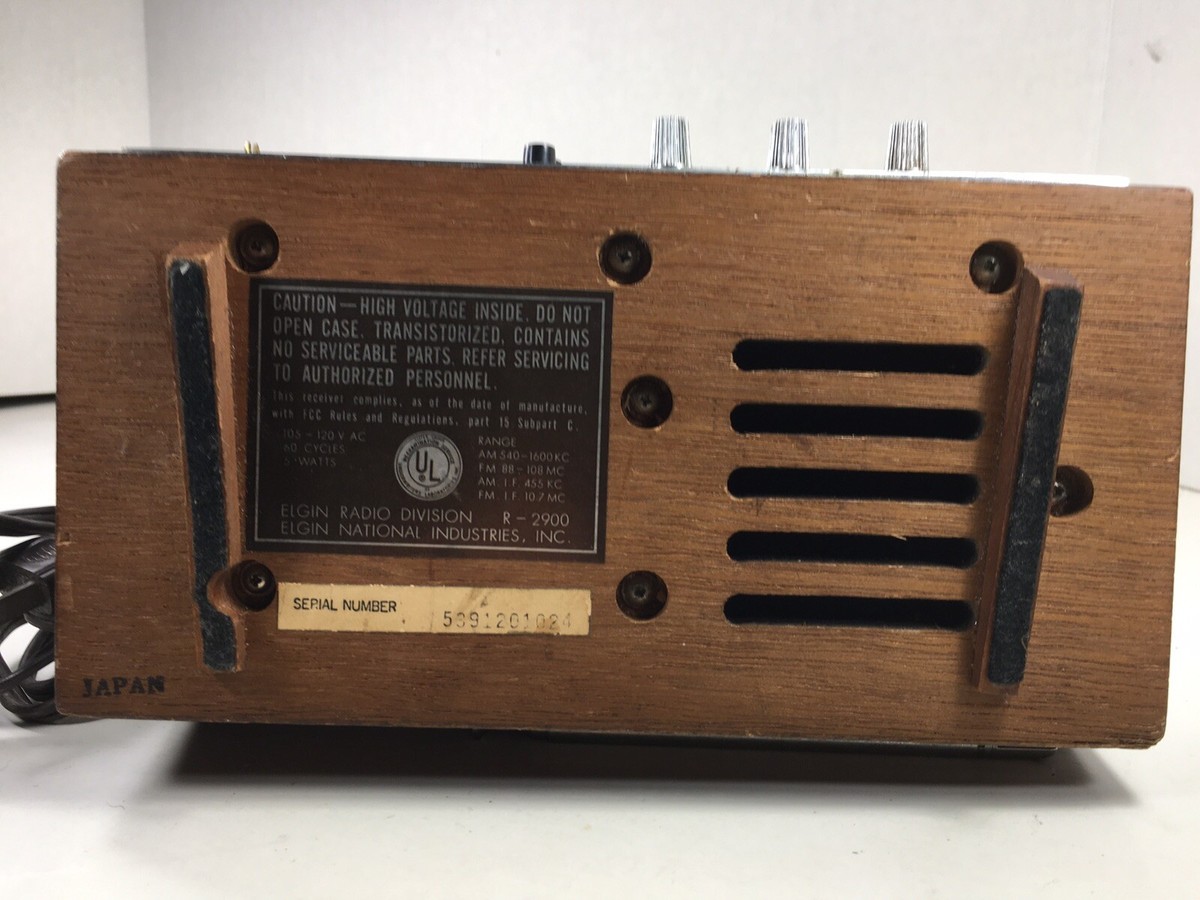 CAUTION — HIGH VOLTAGE INSIDE. DO NOT
OPEN CASE. TRANSISTORIZED, CONTAINS
NO SERVICEABLE PARTS. REFER SERVICING
TO AUTHORIZED PERSONNEL.
This receiver complies, as of the date of manufacture,
with FCC Rules and Regulations, part 15 Subpart C.
105 - 120 V AC
60 CYCLES
WATTS
UL
RANGE
AM 540 - 1600 KC
FM 88 - 108 MC
AM. I.F. 455 KC
FM. I.F. 10.7 MC
ELGIN RADIO DIVISION R - 2900
ELGIN NATIONAL INDUSTRIES, INC.
SERIAL NUMBER
JAPAN